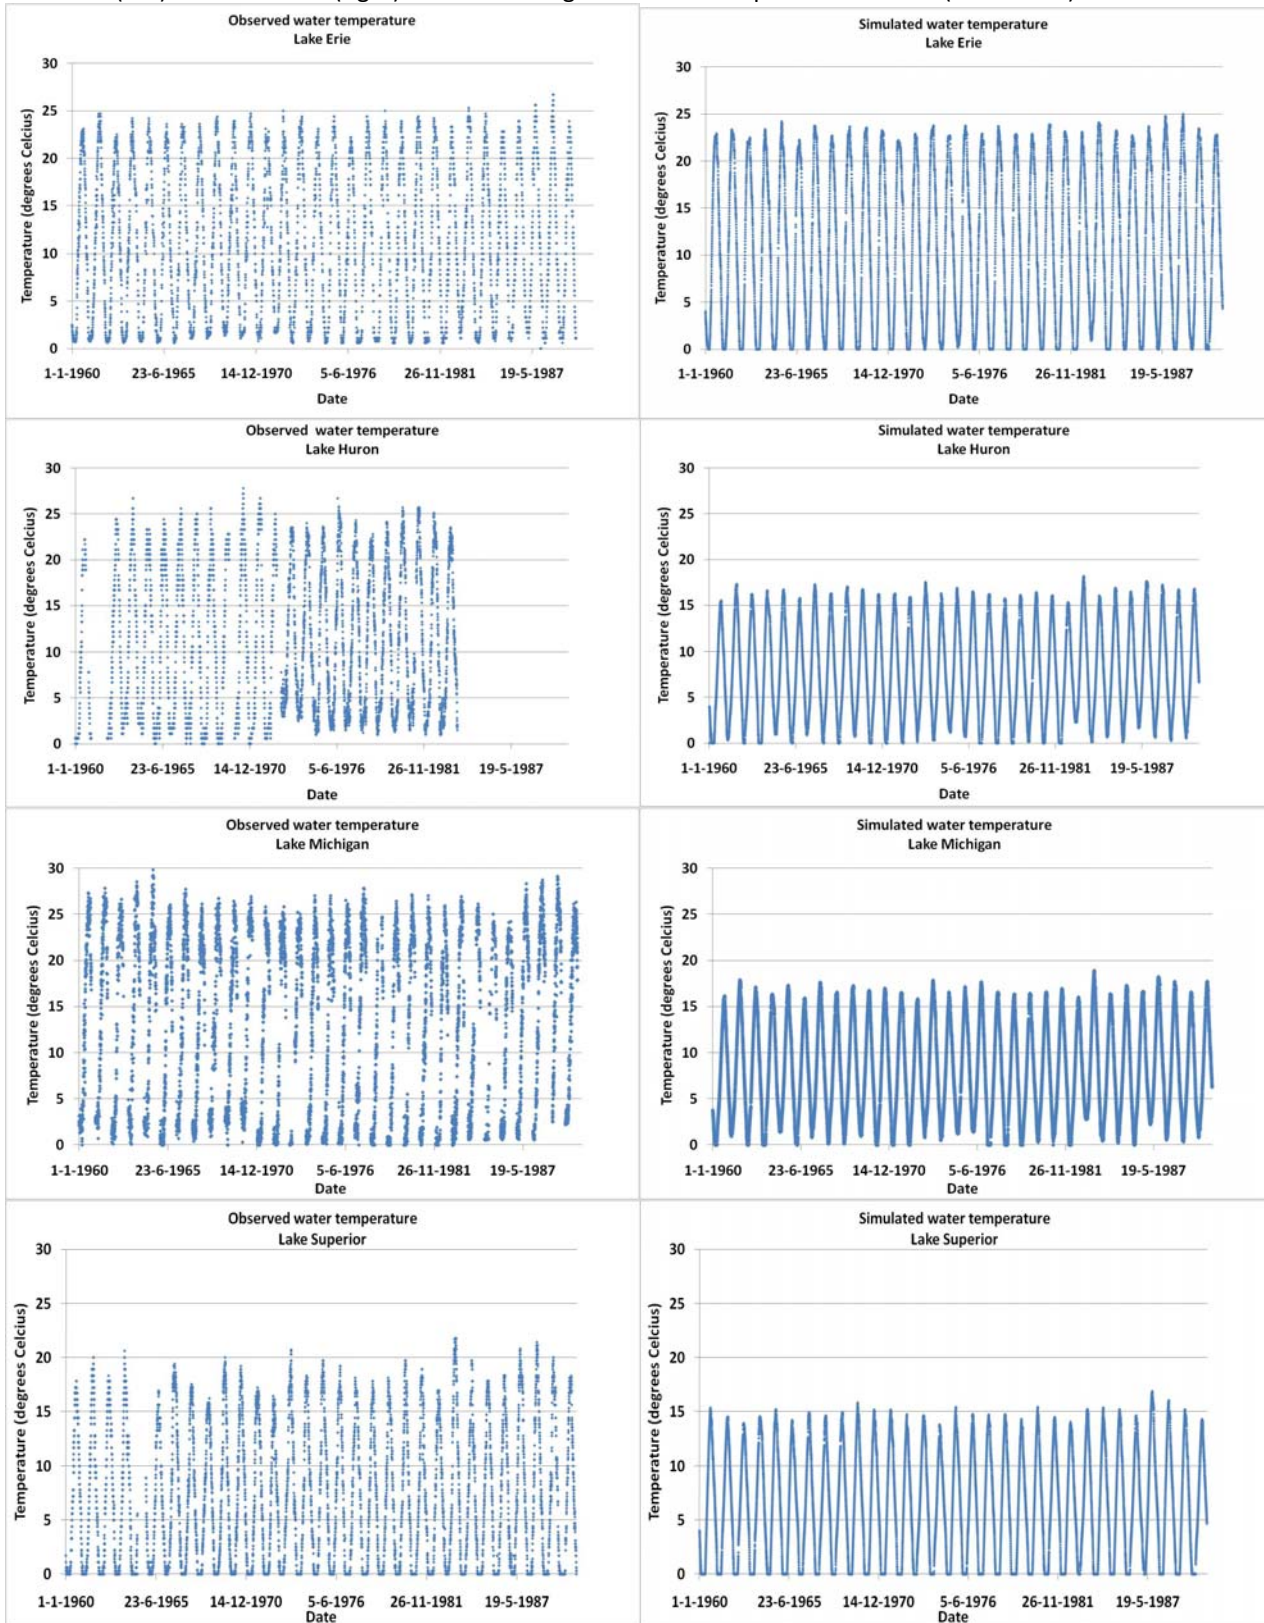 Observed water temperature
Lake Erie
Temperature (degrees Celcius)
30
25
20
15
10
5
0
1-1-1960 23-6-1965 14-12-1970 5-6-1976 26-11-1981 19-5-1987
Date
Simulated water temperature
Lake Erie
Temperature (degrees Celcius)
30
25
20
15
10
5
0
1-1-1960 23-6-1965 14-12-1970 5-6-1976 26-11-1981 19-5-1987
Date
Observed water temperature
Lake Huron
Temperature (degrees Celcius)
30
25
20
15
10
5
0
1-1-1960 23-6-1965 14-12-1970 5-6-1976 26-11-1981 19-5-1987
Date
Simulated water temperature
Lake Huron
Temperature (degrees Celcius)
30
25
20
15
10
5
0
1-1-1960 23-6-1965 14-12-1970 5-6-1976 26-11-1981 19-5-1987
Date
Observed water temperature
Lake Michigan
Temperature (degrees Celcius)
30
25
20
15
10
5
0
1-1-1960 23-6-1965 14-12-1970 5-6-1976 26-11-1981 19-5-1987
Date
Simulated water temperature
Lake Michigan
Temperature (degrees Celcius)
30
25
20
15
10
5
0
1-1-1960 23-6-1965 14-12-1970 5-6-1976 26-11-1981 19-5-1987
Date
Observed water temperature
Lake Superior
Temperature (degrees Celcius)
30
25
20
15
10
5
0
1-1-1960 23-6-1965 14-12-1970 5-6-1976 26-11-1981 19-5-1987
Date
Simulated water temperature
Lake Superior
Temperature (degrees Celcius)
30
25
20
15
10
5
0
1-1-1960 23-6-1965 14-12-1970 5-6-1976 26-11-1981 19-5-1987
Date